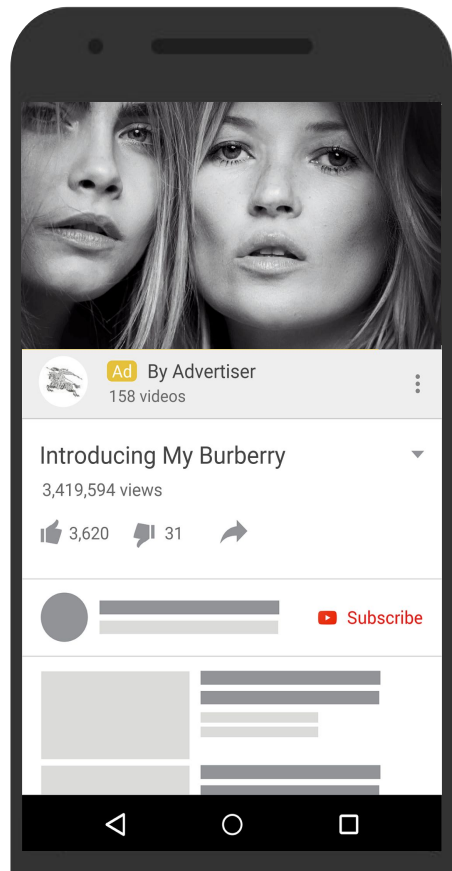 Ad By Advertiser
158 videos
Introducing My Burberry
3,419,594 views
3,620 31
Subscribe